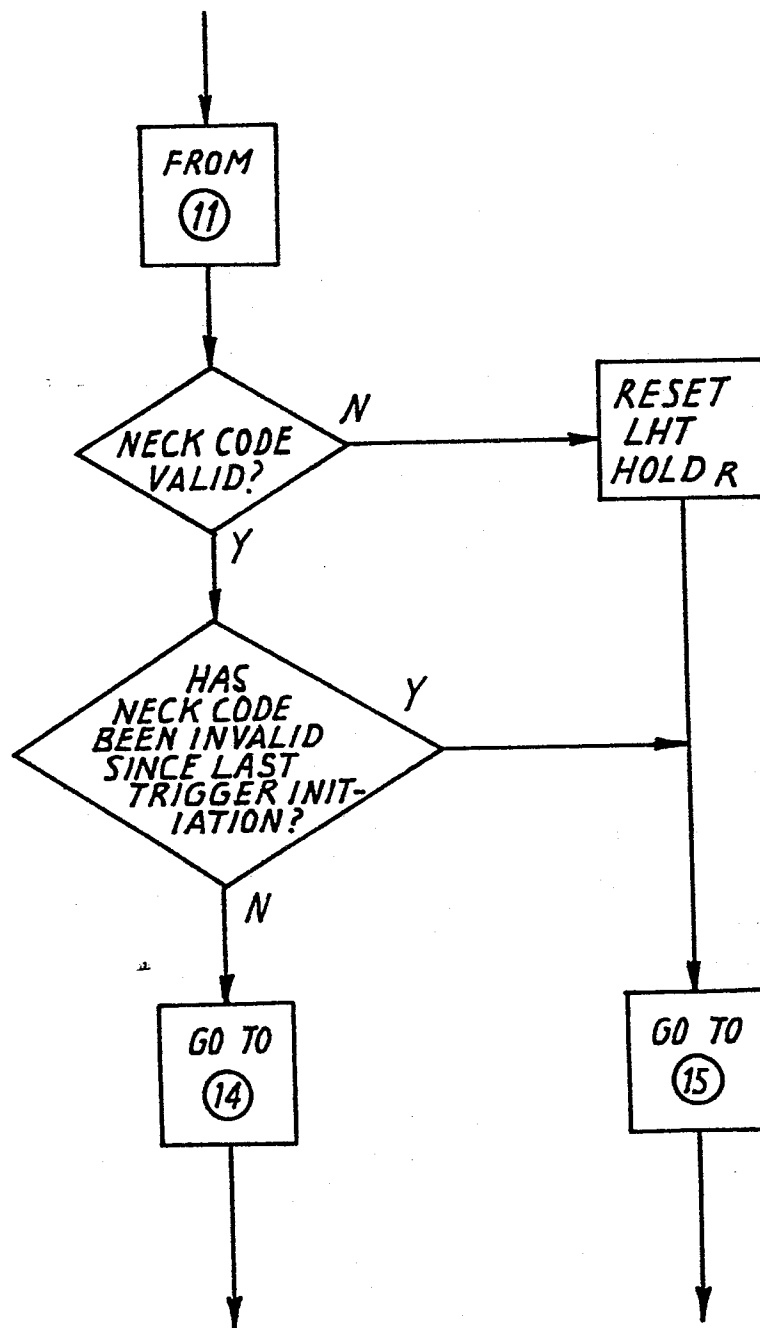 FROM
11
NECK CODE
VALID?
N
RESET
LHT
HOLD R
Y
HAS
NECK CODE
BEEN INVALID
SINCE LAST
TRIGGER INIT-
IATION?
Y
N
GO TO
14
GO TO
15